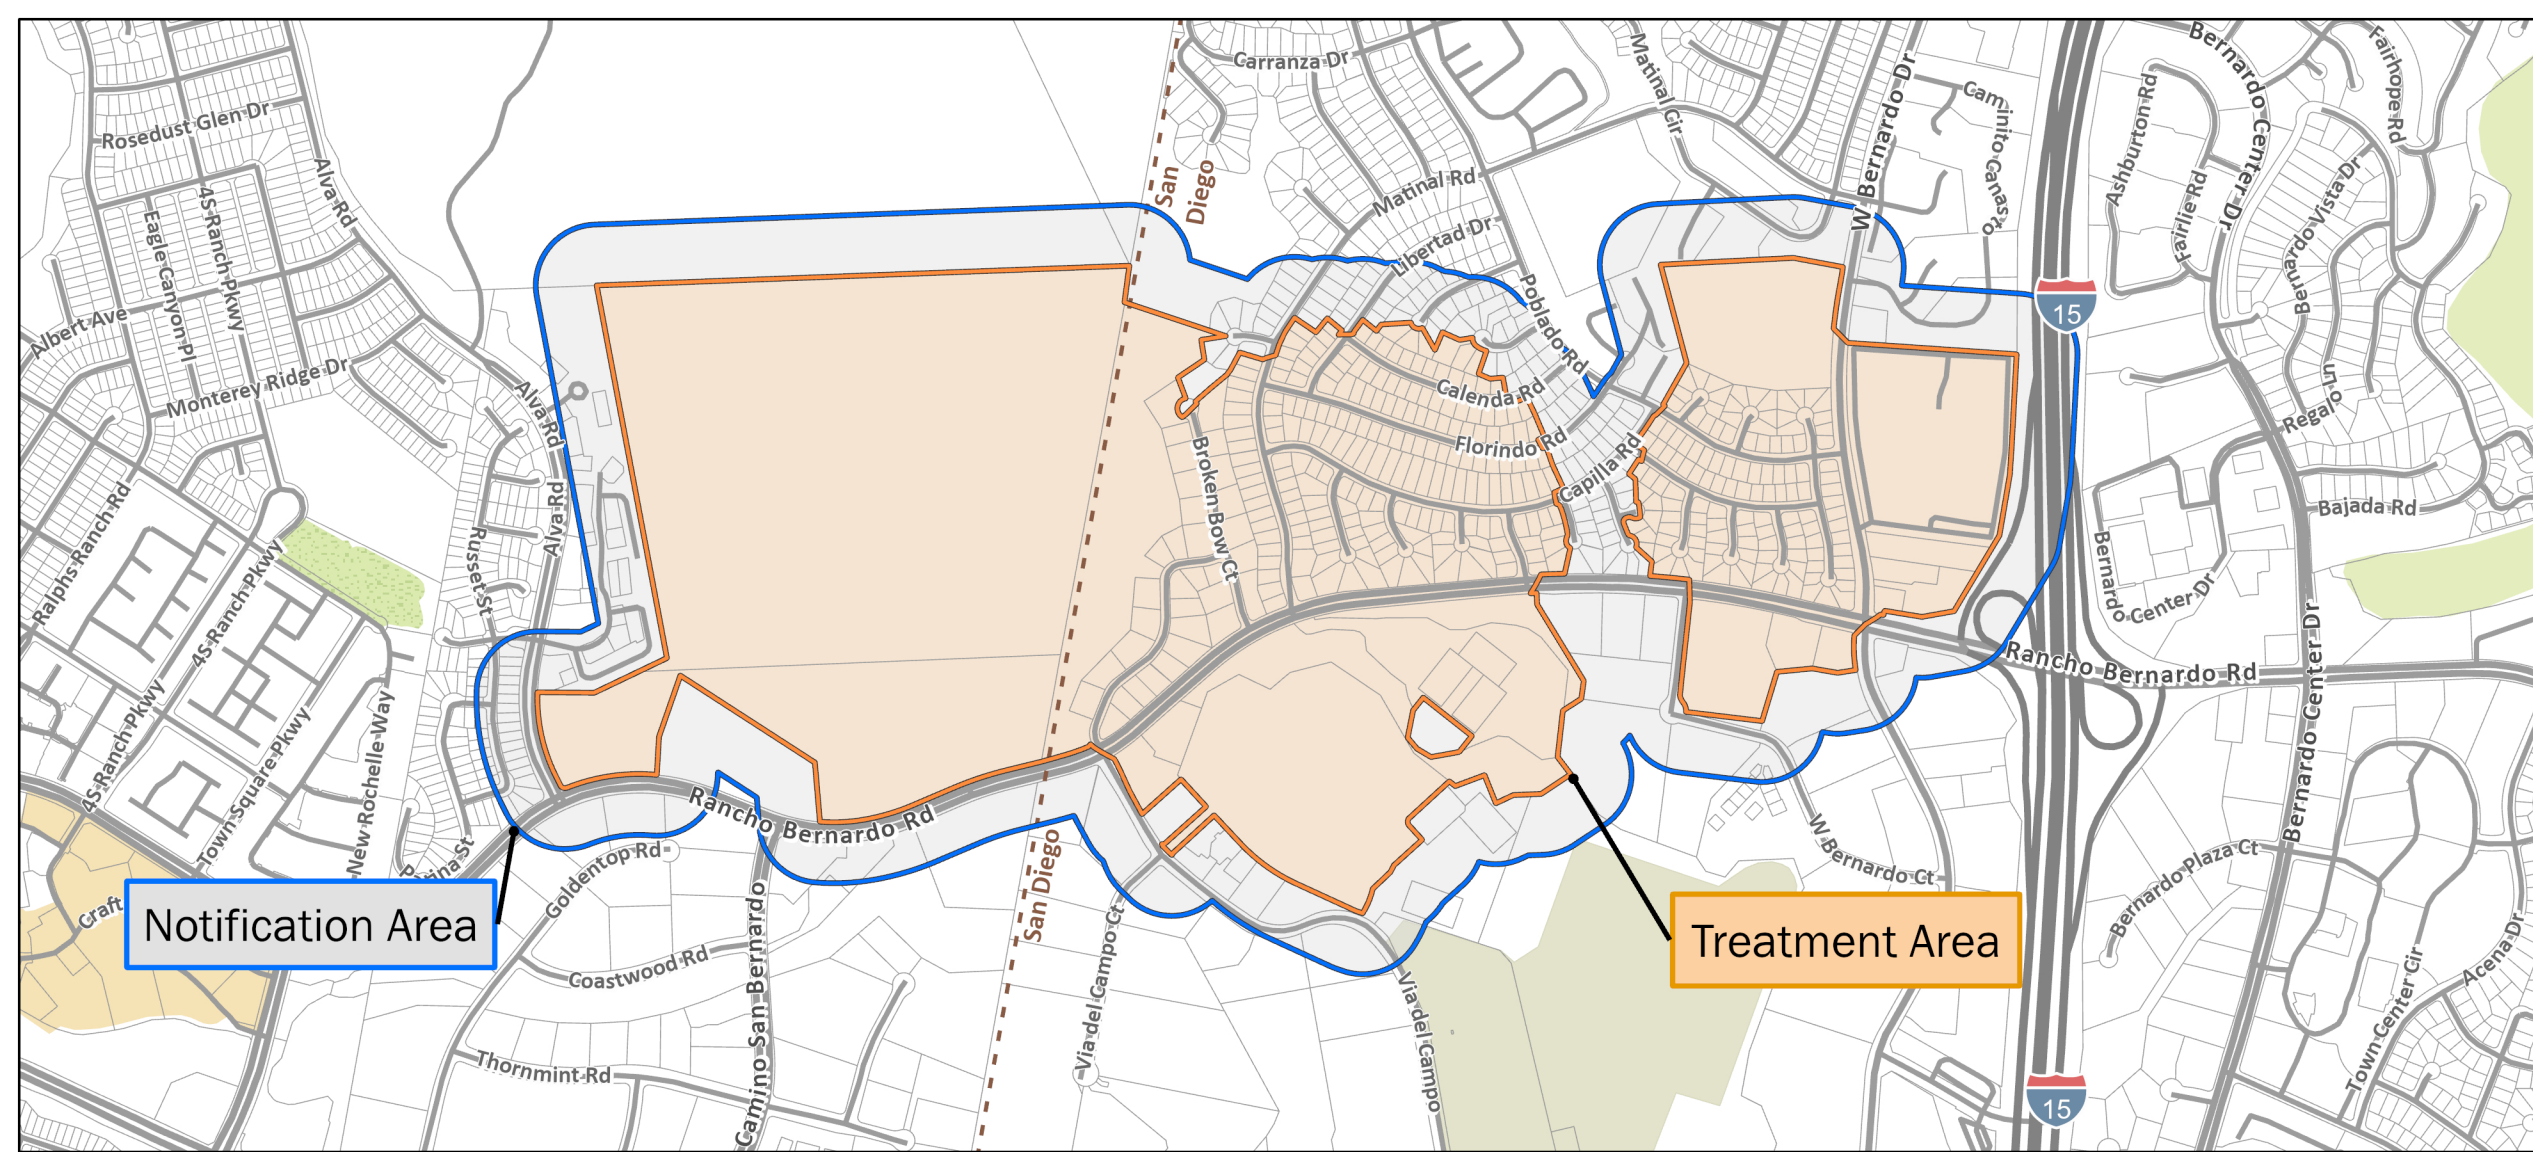 Carranza Dr
Matinal Cir
W Bernardo Dr
Caminito Canasto
Bernardo Center Dr
Fairhope Rd
Ashburton Rd
Fairlie Rd
Bernardo Vista Dr
Rosedust Glen Dr
Alva Rd
4S Ranch Pkwy
Eagle Canyon Pl
Albert Ave
Monterey Ridge Dr
San
Diego
Matinal Rd
Libertad Dr
Poblado Rd
15
Calenda Rd
Florindo Rd
Capilla Rd
Broken Bow Ct
Alva Rd
Alva Rd
Russet St
Ralphs Ranch Rd
4S Ranch Pkwy
4S Ranch Pkwy
Town Square Pkwy
New Rochelle Way
Regalo Ln
Bajada Rd
Bernardo Center Dr
Rancho Bernardo Rd
Bernardo Center Dr
Rancho Bernardo Rd
Goldentop Rd
Craft
Notification Area
Treatment Area
San Diego
Coastwood Rd
Camino San Bernardo
Thornmint Rd
Via del Campo Ct
Via del Campo
W Bernardo Ct
Bernardo Plaza Ct
Town Center Cir
Acena Dr
15